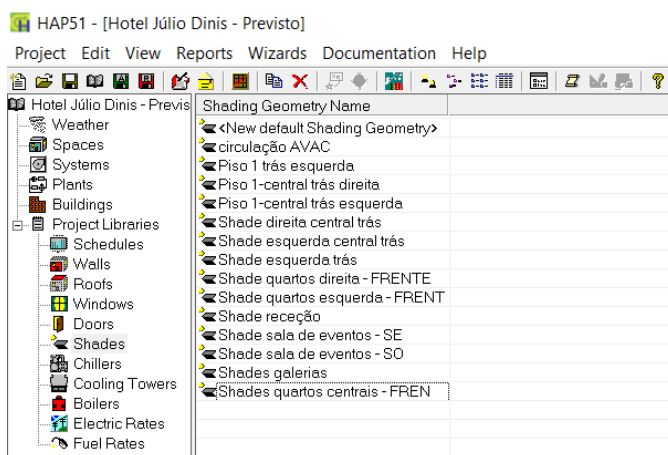 HAP51 - [Hotel Júlio Dinis - Previsto]
Project Edit View Reports Wizards Documentation Help
Hotel Júlio Dinis - Previs
Weather
Spaces
Systems
Plants
Buildings
Project Libraries
Schedules
Walls
Roofs
Windows
Doors
Shades
Chillers
Cooling Towers
Boilers
Electric Rates
Fuel Rates
Shading Geometry Name
<New default Shading Geometry>
circulação AVAC
Piso 1 trás esquerda
Piso 1-central trás direita
Piso 1-central trás esquerda
Shade direita central trás
Shade esquerda central trás
Shade esquerda trás
Shade quartos direita - FRENTE
Shade quartos esquerda - FRENT
Shade receção
Shade sala de eventos - SE
Shade sala de eventos - SO
Shades galerias
Shades quartos centrais - FREN